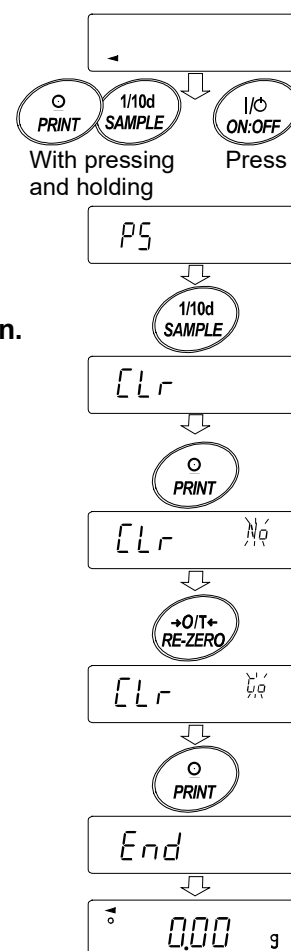 PRINT
1/10d
SAMPLE
I/⏻
ON:OFF
With pressing
and holding
Press
PS
n.
1/10d
SAMPLE
CLr
PRINT
CLr No
→O/T←
RE-ZERO
CLr Go
PRINT
End
0.00 g